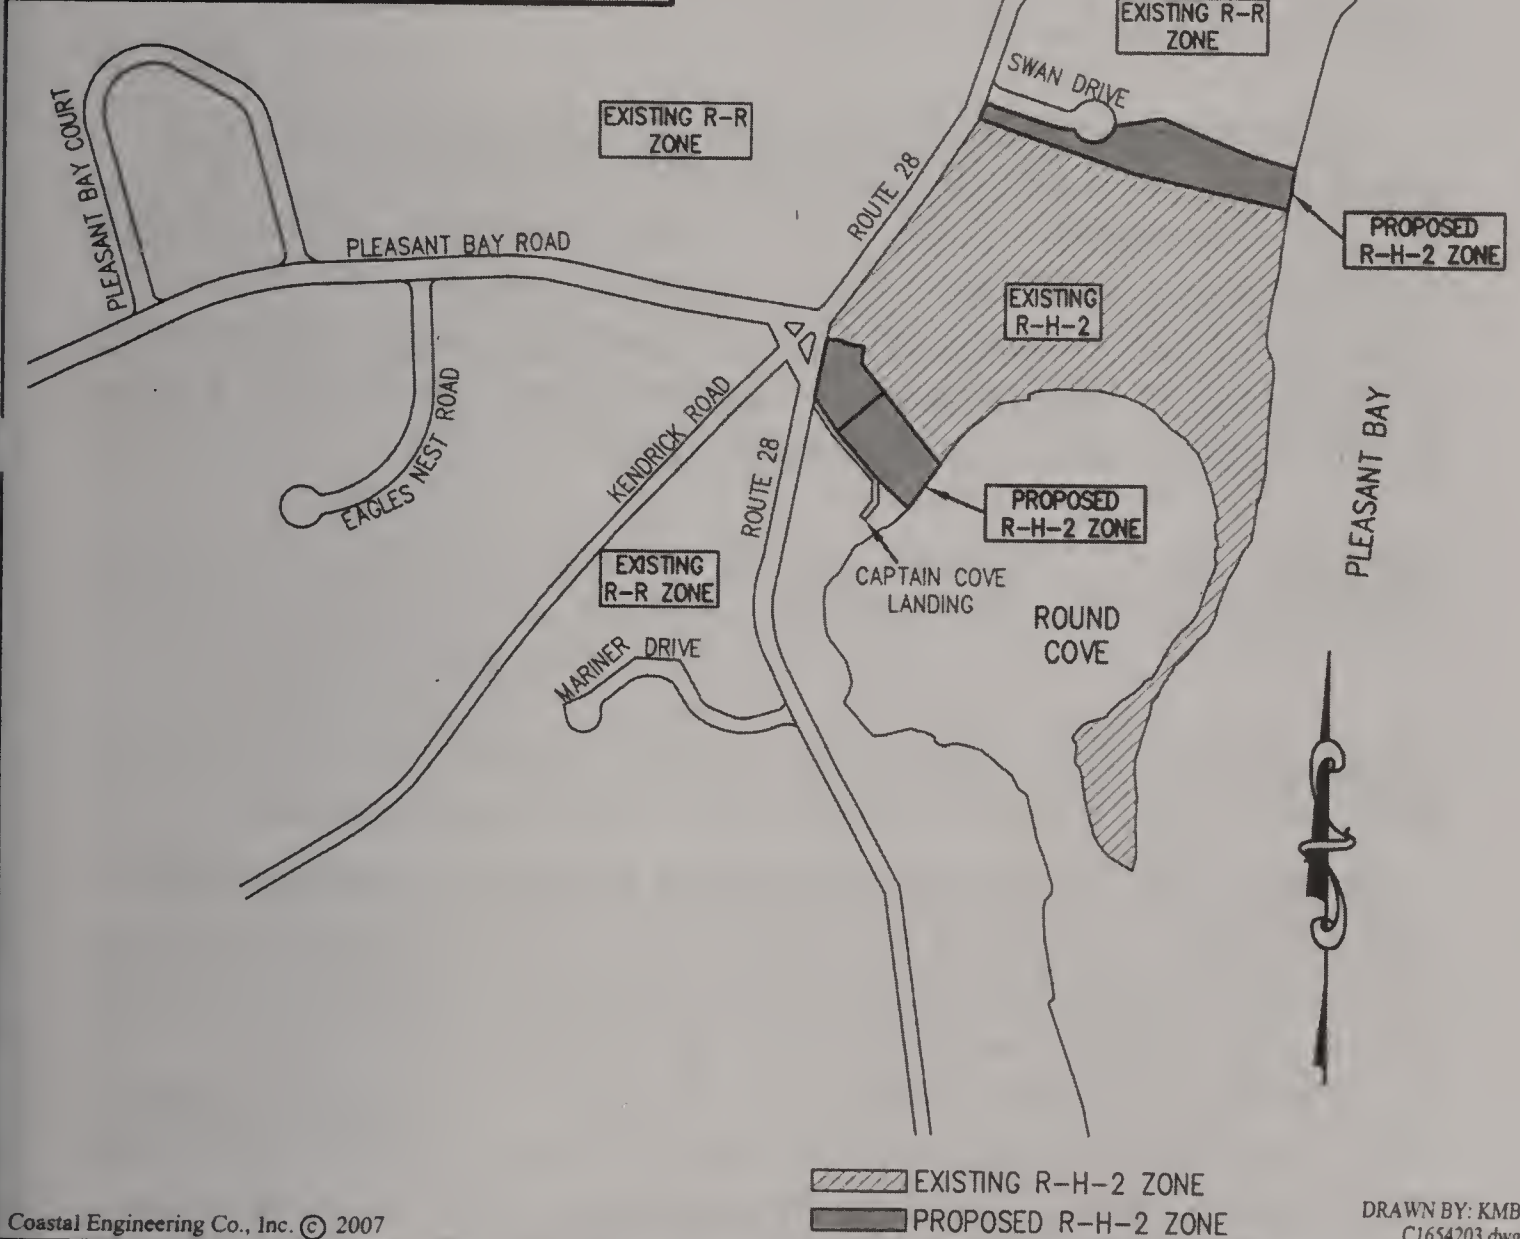 EXISTING R-R
ZONE
SWAN DRIVE
PLEASANT BAY COURT
EXISTING R-R
ZONE
ROUTE 28
PLEASANT BAY ROAD
PROPOSED
R-H-2 ZONE
EXISTING
R-H-2
EAGLES NEST ROAD
KENDRICK ROAD
ROUTE 28
PLEASANT BAY
PROPOSED
R-H-2 ZONE
EXISTING
R-R ZONE
CAPTAIN COVE
LANDING
ROUND
COVE
MARINER DRIVE
EXISTING R-H-2 ZONE
PROPOSED R-H-2 ZONE
Coastal Engineering Co., Inc. © 2007
DRAWN BY: KMB
C1654203.dwg